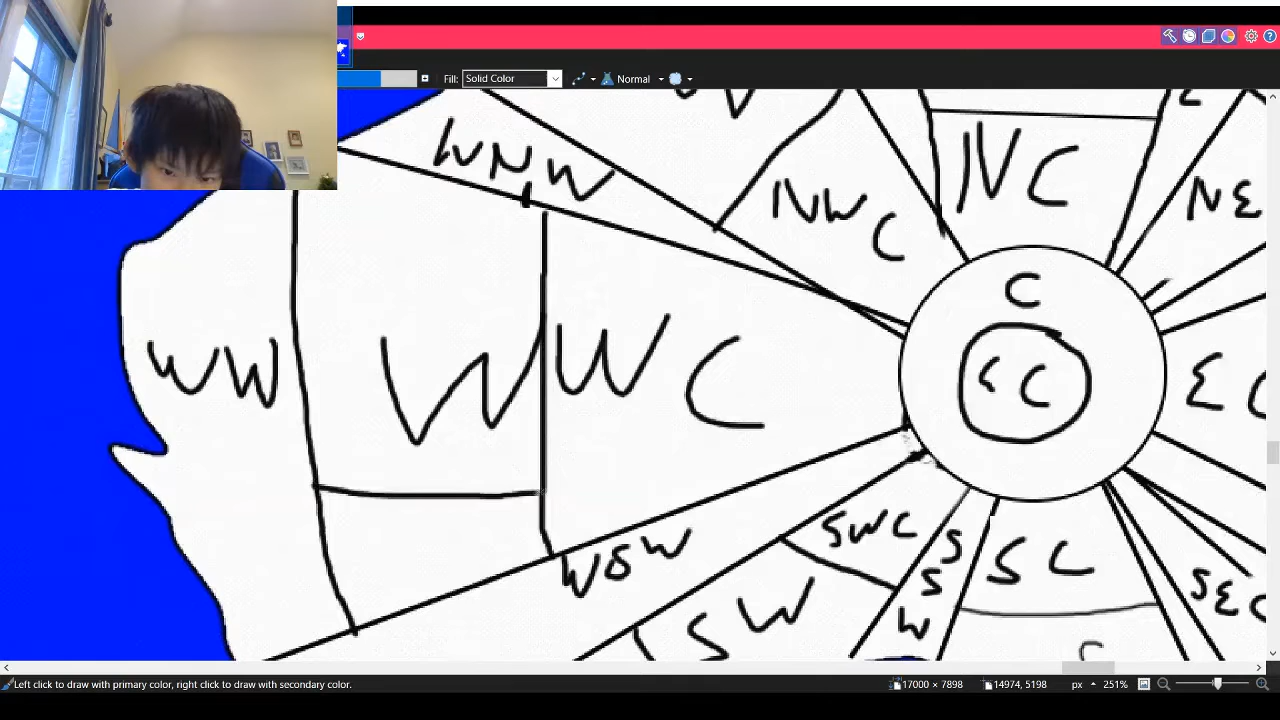 Fill: Solid Color Normal
WNW
NWC
NC
NE
C
CC
WW
W
WC
EC
WSW
SWC
SSW
SC
SEC
SW
Left click to draw with primary color, right click to draw with secondary color.
17000 × 7898
14974, 5198
px
251%